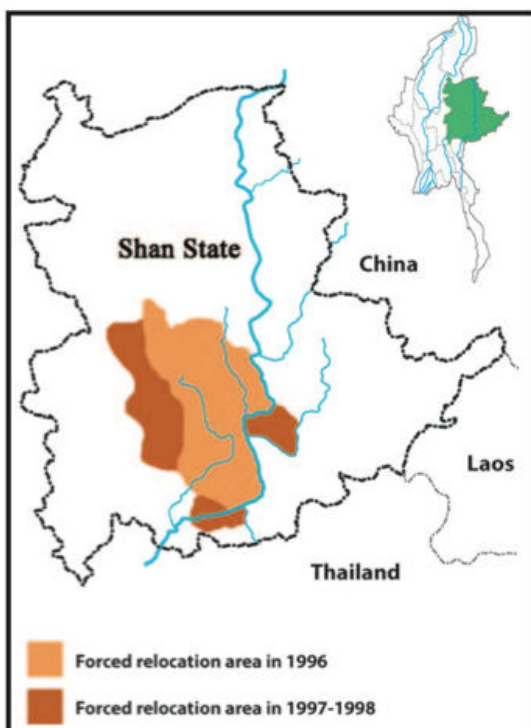 Shan State
China
Laos
Thailand
Forced relocation area in 1996
Forced relocation area in 1997-1998